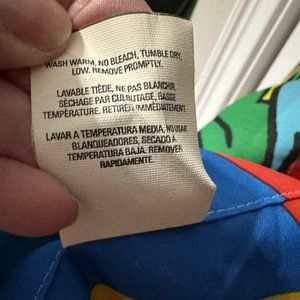 WASH WARM, NO BLEACH, TUMBLE DRY,
LOW. REMOVE PROMPTLY.
LAVABLE TIÈDE, NE PAS BLANCHIR
SÈCHAGE PAR CULBUTAGE, BASSE
TEMPÉRATURE. RETIRER IMMÉDIATEMENT
LAVAR A TEMPERATURA MEDIA, NO USAR
BLANQUEADORES, SECADO A
TEMPERATURA BAJA. REMOVER
RAPIDAMENTE.